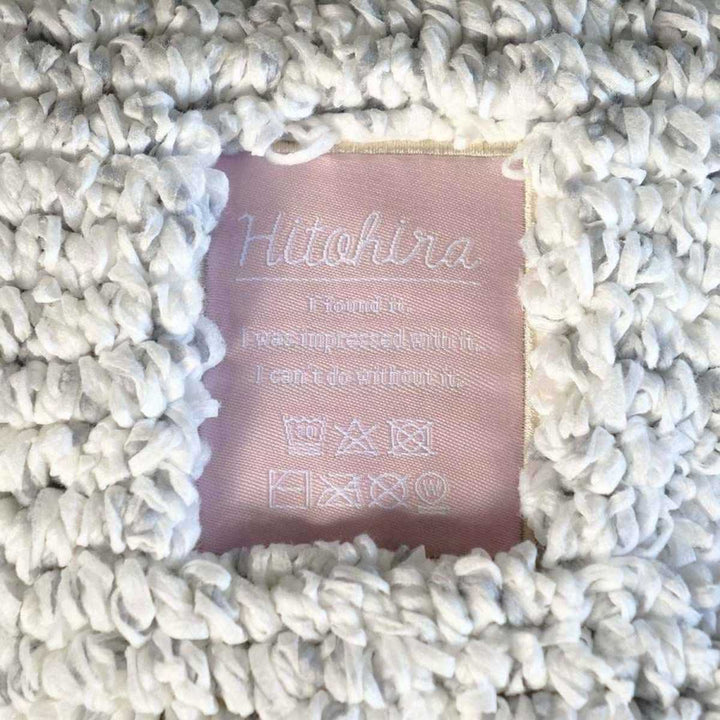 Hitohira
I found it.
I was impressed with it.
I can't do without it.
W